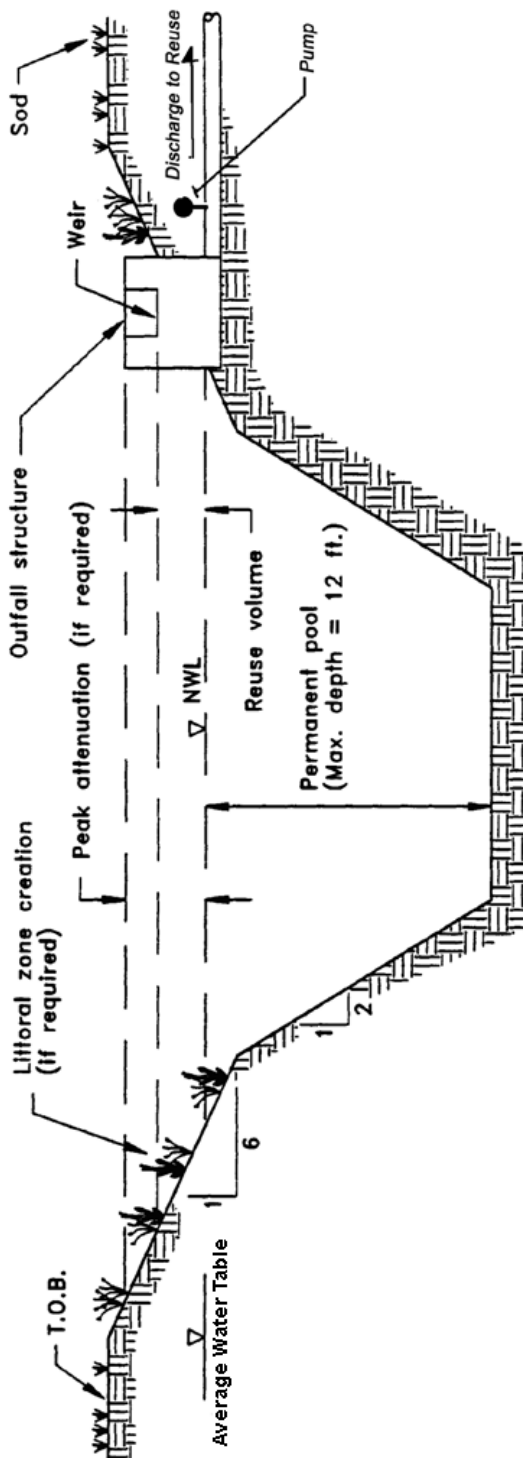 T.O.B.
Littoral zone creation
(if required)
Outfall structure
Weir
Sod
Peak attenuation (if required)
NWL
Reuse volume
Discharge to Reuse
Pump
Average Water Table
1
6
1
2
Permanent pool
(Max. depth = 12 ft.)